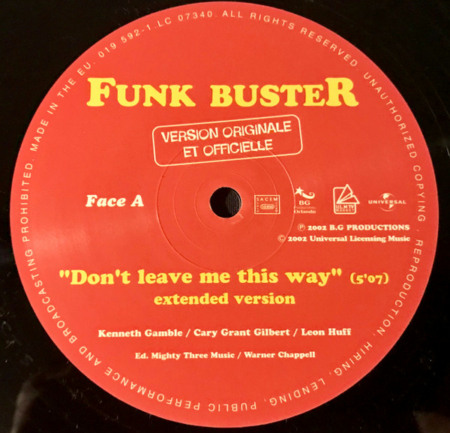 MADE IN THE EU. 019 592-1. LC 07340. ALL RIGHTS RESERVED. UNAUTHORIZED COPYING, REPRODUCTION, HIRING, LENDING, PUBLIC PERFORMANCE AND BROADCASTING PROHIBITED
FUNK BUSTER
VERSION ORIGINALE
ET OFFICIELLE
Face A
SACEM
BG
UNIVERSAL
℗ 2002 B.G PRODUCTIONS
© 2002 Universal Licensing Music
"Don't leave me this way" (5'07)
extended version
Kenneth Gamble / Cary Grant Gilbert / Leon Huff
Ed. Mighty Three Music / Warner Chappell